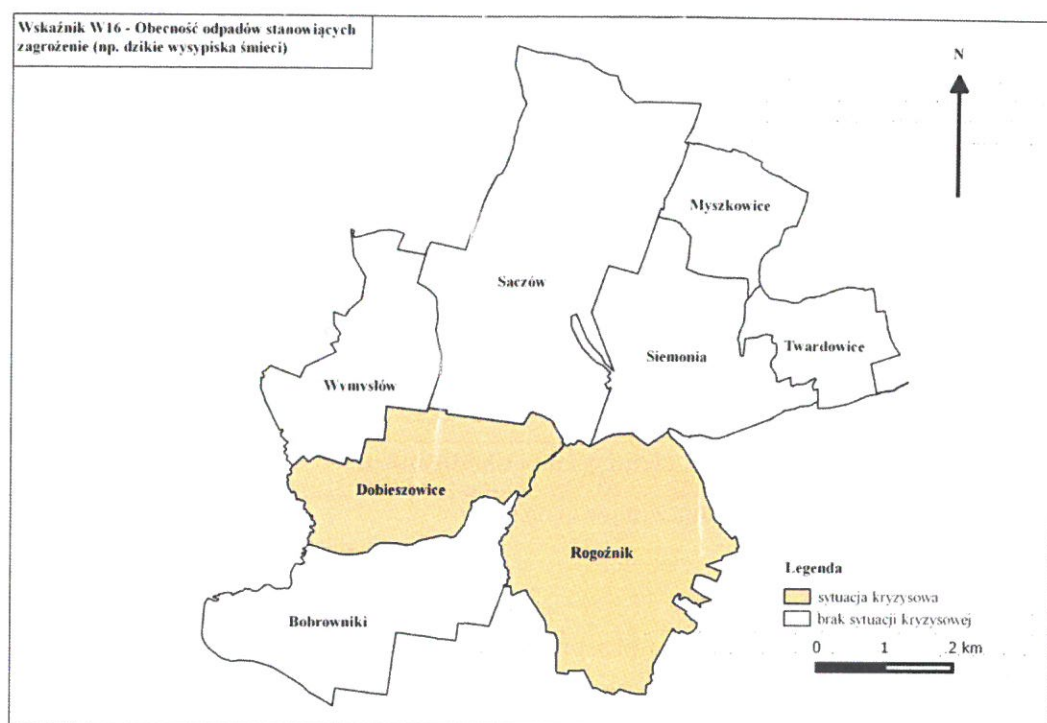 Wskaźnik W16 - Obecność odpadów stanowiących
zagrożenie (np. dzikie wysypiska śmieci)
N
Myszkowice
Sączów
Siemonia
Twardowice
Wymysłów
Dobieszowice
Rogoźnik
Bobrowniki
Legenda
sytuacja kryzysowa
brak sytuacji kryzysowej
0 1 2 km